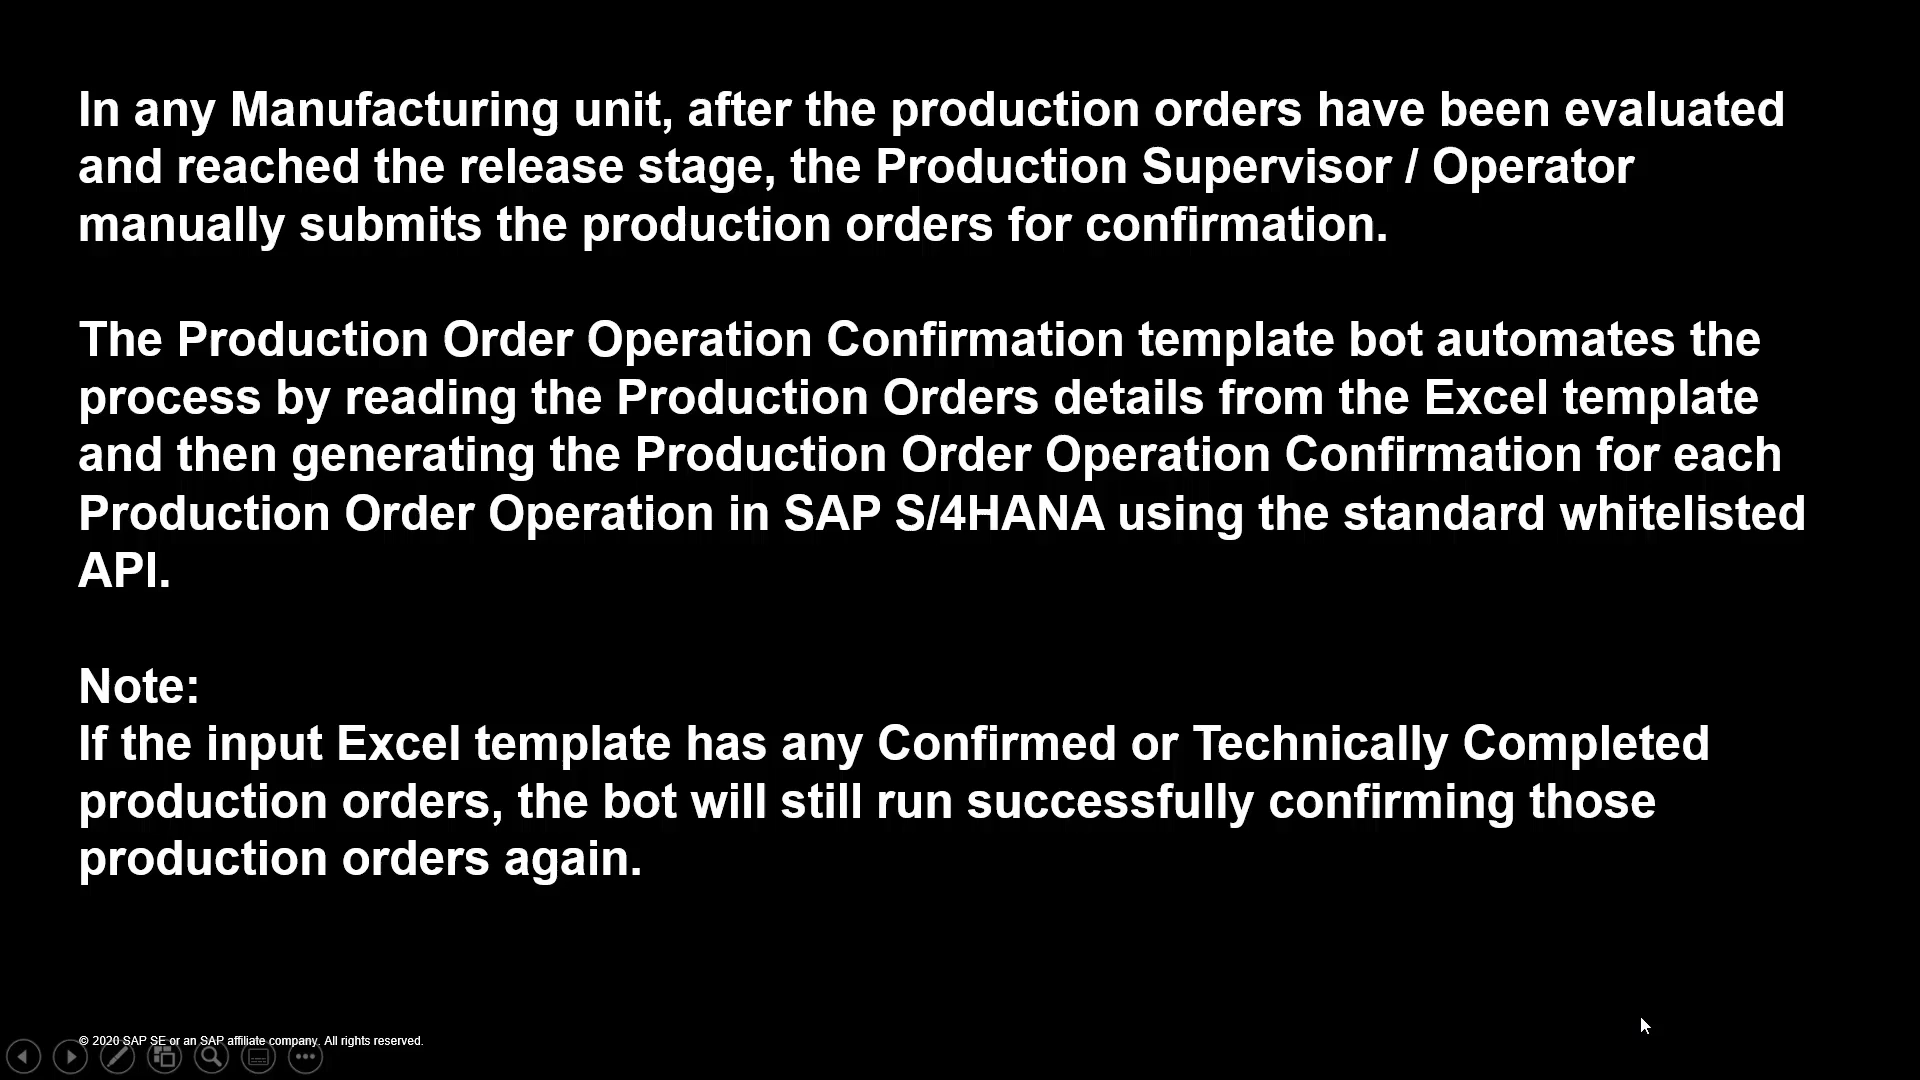 In any Manufacturing unit, after the production orders have been evaluated
and reached the release stage, the Production Supervisor / Operator
manually submits the production orders for confirmation.
The Production Order Operation Confirmation template bot automates the
process by reading the Production Orders details from the Excel template
and then generating the Production Order Operation Confirmation for each
Production Order Operation in SAP S/4HANA using the standard whitelisted
API.
Note:
If the input Excel template has any Confirmed or Technically Completed
production orders, the bot will still run successfully confirming those
production orders again.
© 2020 SAP SE or an SAP affiliate company. All rights reserved.